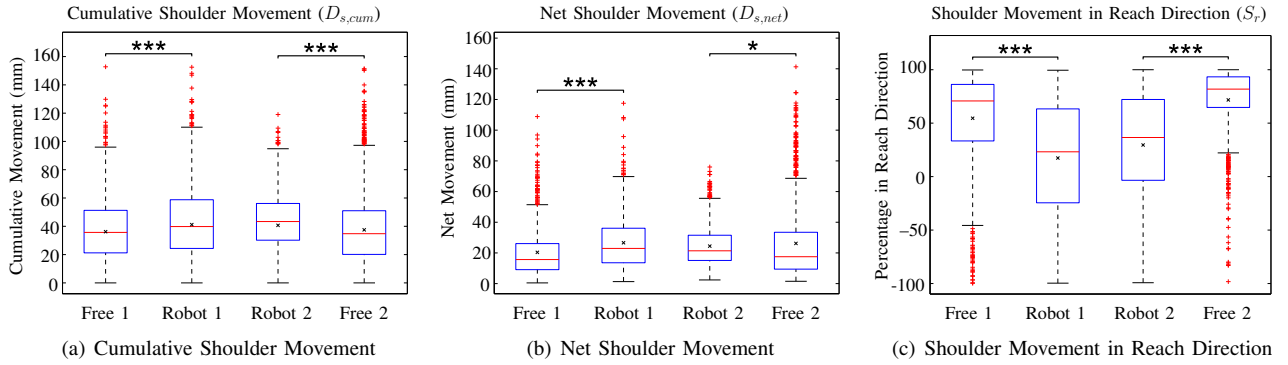 Cumulative Shoulder Movement (D_{s,cum})
Cumulative Movement (mm)
160
140
120
100
80
60
40
20
0
***
***
Free 1 Robot 1 Robot 2 Free 2
(a) Cumulative Shoulder Movement
Net Shoulder Movement (D_{s,net})
Net Movement (mm)
160
140
120
100
80
60
40
20
0
***
*
Free 1 Robot 1 Robot 2 Free 2
(b) Net Shoulder Movement
Shoulder Movement in Reach Direction (S_r)
Percentage in Reach Direction
100
50
0
−50
-100
***
***
Free 1 Robot 1 Robot 2 Free 2
(c) Shoulder Movement in Reach Direction